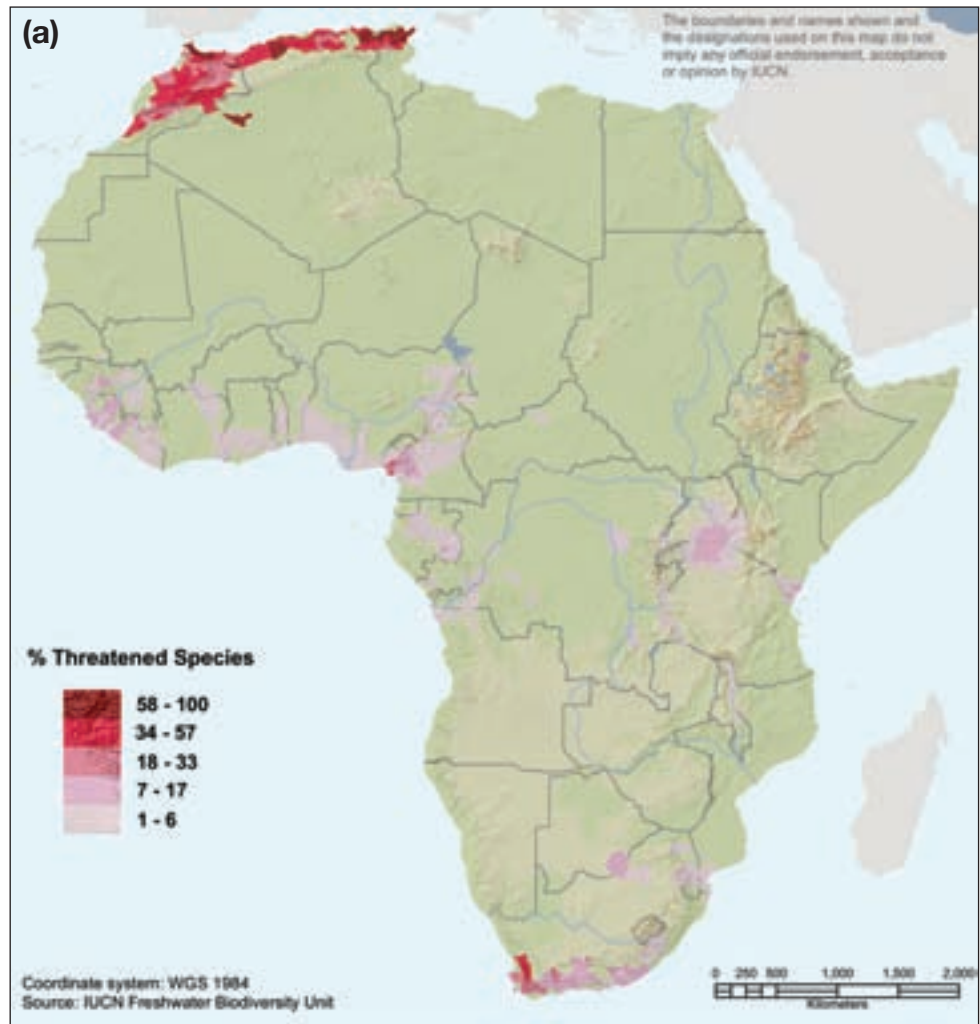 (a)
The boundaries and names shown and
the designations used on this map do not
imply any official endorsement, acceptance
or opinion by IUCN.
% Threatened Species
58 - 100
34 - 57
18 - 33
7 - 17
1 - 6
Coordinate system: WGS 1984
Source: IUCN Freshwater Biodiversity Unit
0 250 500 1,000 1,500 2,000
Kilometers